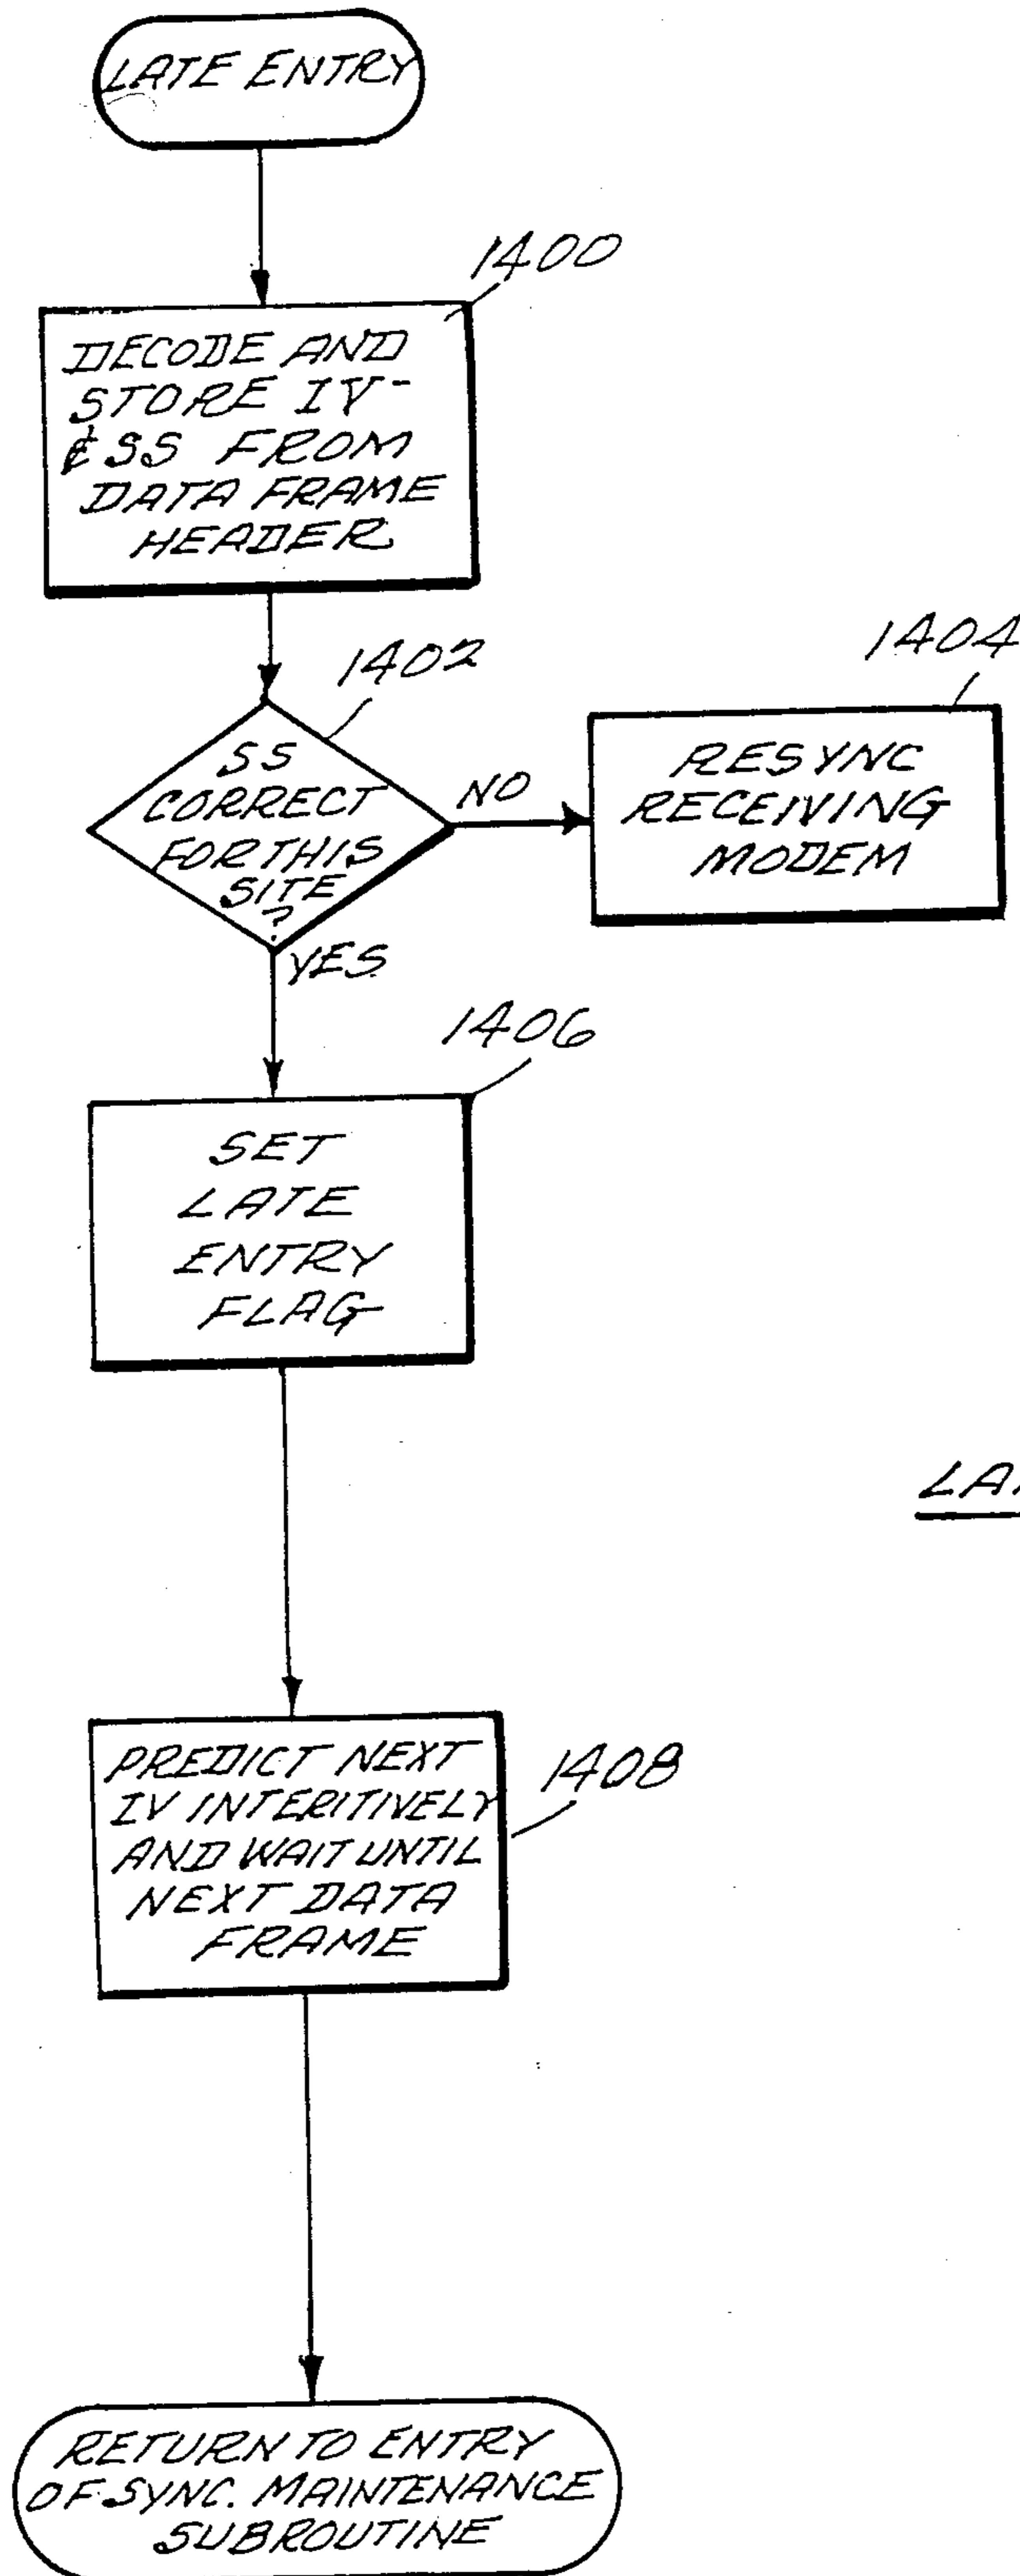 LATE ENTRY
1400
DECODE AND
STORE IV-
& SS FROM
DATA FRAME
HEADER
1402
SS
CORRECT
FOR THIS
SITE
?
NO
YES
1404
RESYNC
RECEIVING
MODEM
1406
SET
LATE
ENTRY
FLAG
PREDICT NEXT
IV INTERITIVELY
AND WAIT UNTIL
NEXT DATA
FRAME
1408
RETURN TO ENTRY
OF SYNC. MAINTENANCE
SUBROUTINE